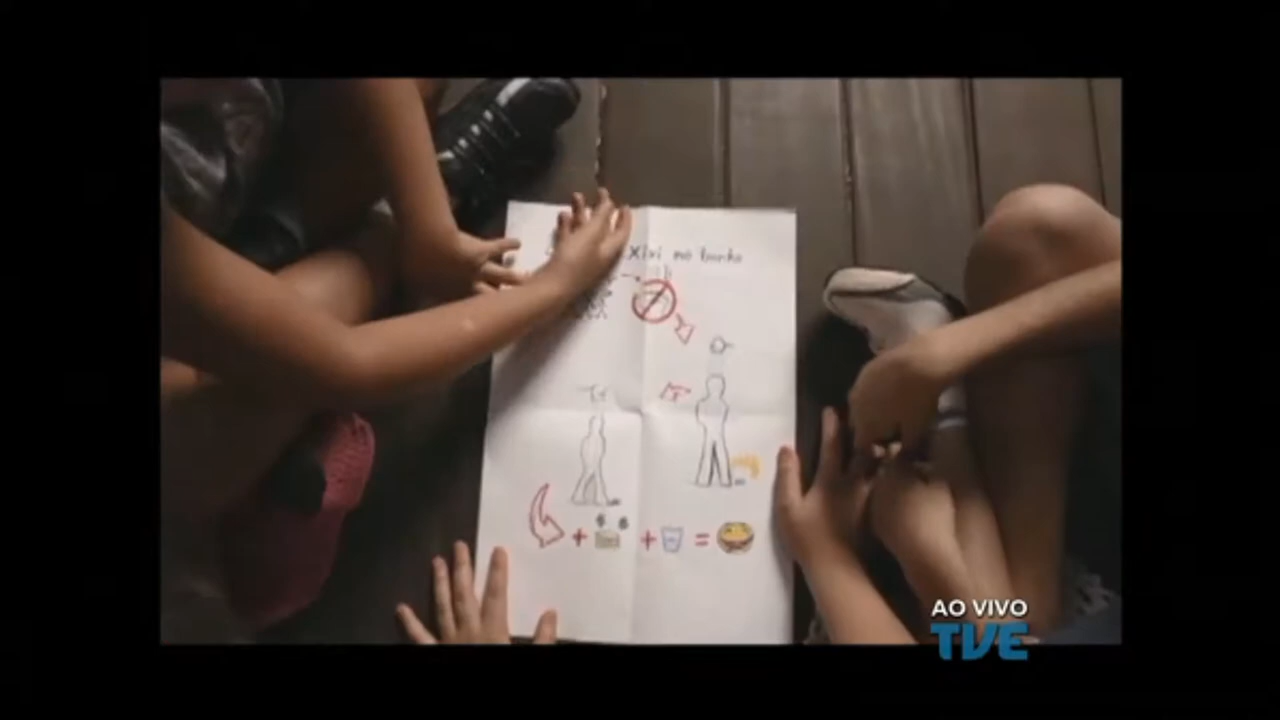 Xixi no banho
+ + =
AO VIVO
TVE